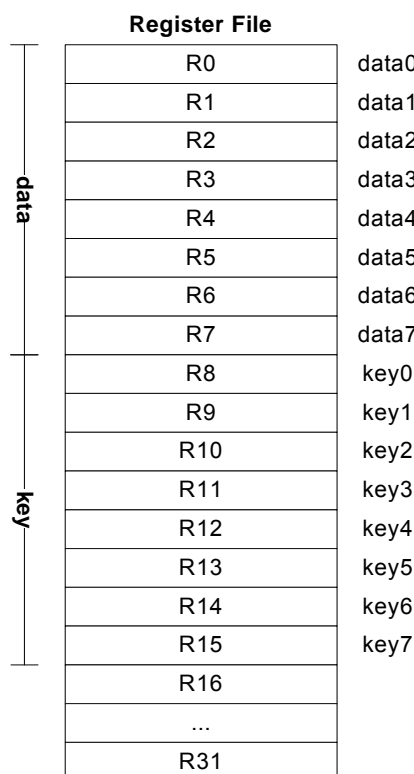 Register File
R0 data0
R1 data1
R2 data2
R3 data3
R4 data4
R5 data5
R6 data6
R7 data7
data
R8 key0
R9 key1
R10 key2
R11 key3
R12 key4
R13 key5
R14 key6
R15 key7
key
R16
...
R31